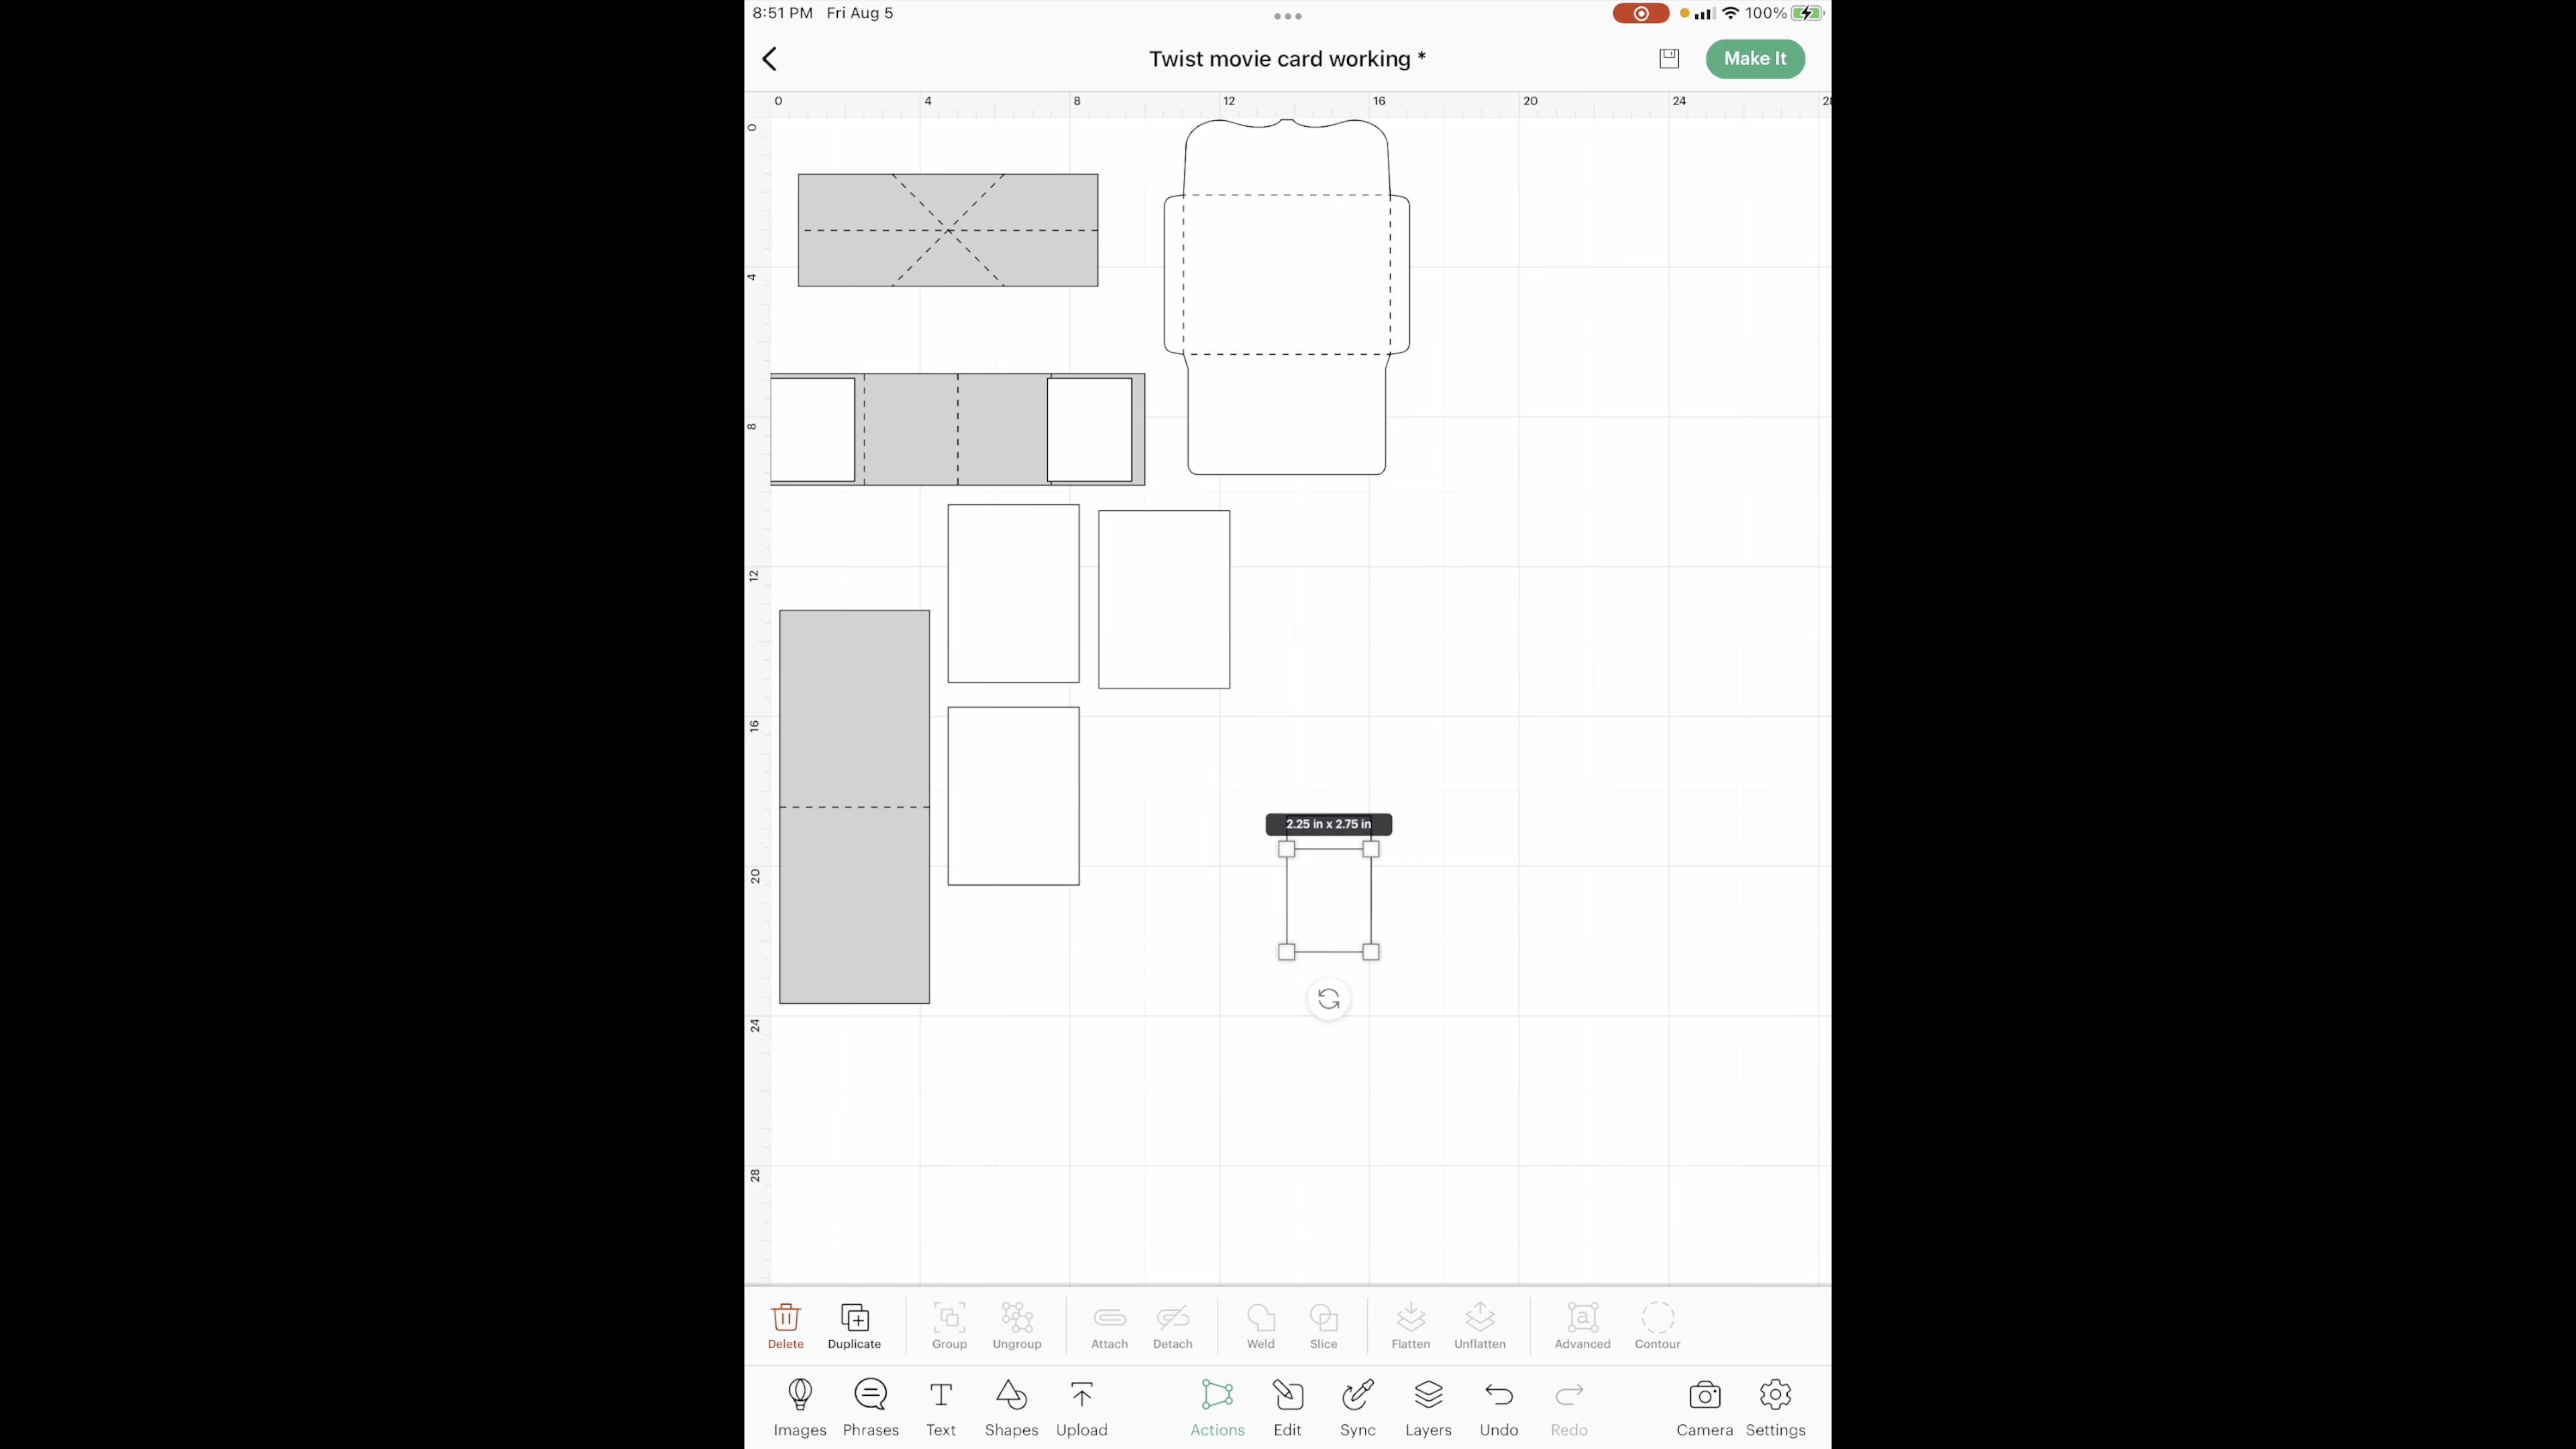 8:51 PM Fri Aug 5
100%
Twist movie card working *
Make It
0 4 8 12 16 20 24 28
0
4
8
12
16
20
24
28
2.25 in x 2.75 in
Delete Duplicate Group Ungroup Attach Detach Weld Slice Flatten Unflatten Advanced Contour
Images Phrases Text Shapes Upload Actions Edit Sync Layers Undo Redo Camera Settings